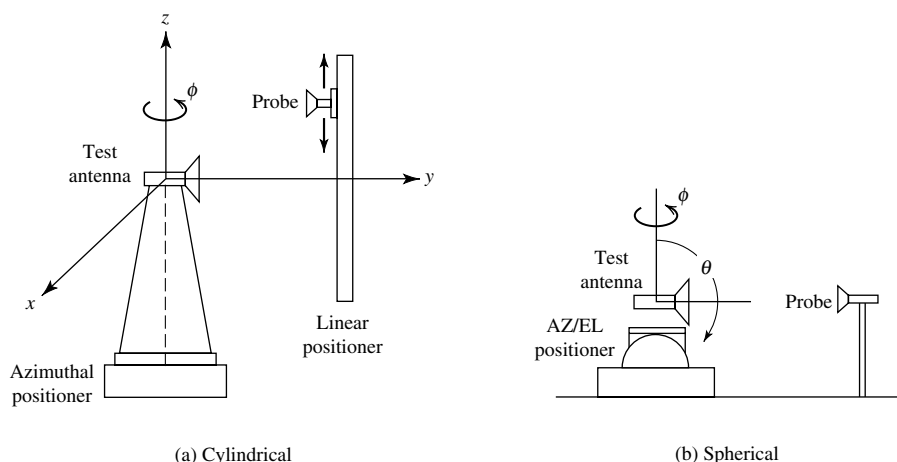 z
ϕ
Probe
Test
antenna
y
x
Linear
positioner
Azimuthal
positioner
(a) Cylindrical
ϕ
Test
antenna
θ
Probe
AZ/EL
positioner
(b) Spherical